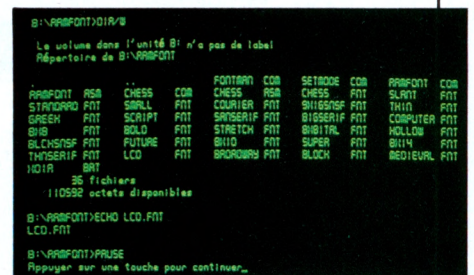 B:\RAMFONT>DIR/W
Le volume dans l'unité B: n'a pas de label
Répertoire de B:\RAMFONT
. .. FONTMAN COM SETMODE COM RAMFONT COM
RAMFONT ASM CHESS COM CHESS ASM CHESS FNT SLANT FNT
STANDARD FNT SMALL FNT COURIER FNT 9X16SNSF FNT THIN FNT
GREEK FNT SCRIPT FNT SANSERIF FNT BIGSERIF FNT COMPUTER FNT
8X8 FNT BOLD FNT STRETCH FNT 8X8ITAL FNT HOLLOW FNT
BLCKSNSF FNT FUTURE FNT 8X10 FNT SUPER FNT 8X14 FNT
THNSERIF FNT LCD FNT BROADWAY FNT BLOCK FNT MEDIEVAL FNT
XDIR BAT
36 fichiers
110592 octets disponibles
B:\RAMFONT>ECHO LCD.FNT
LCD.FNT
B:\RAMFONT>PAUSE
Appuyer sur une touche pour continuer_